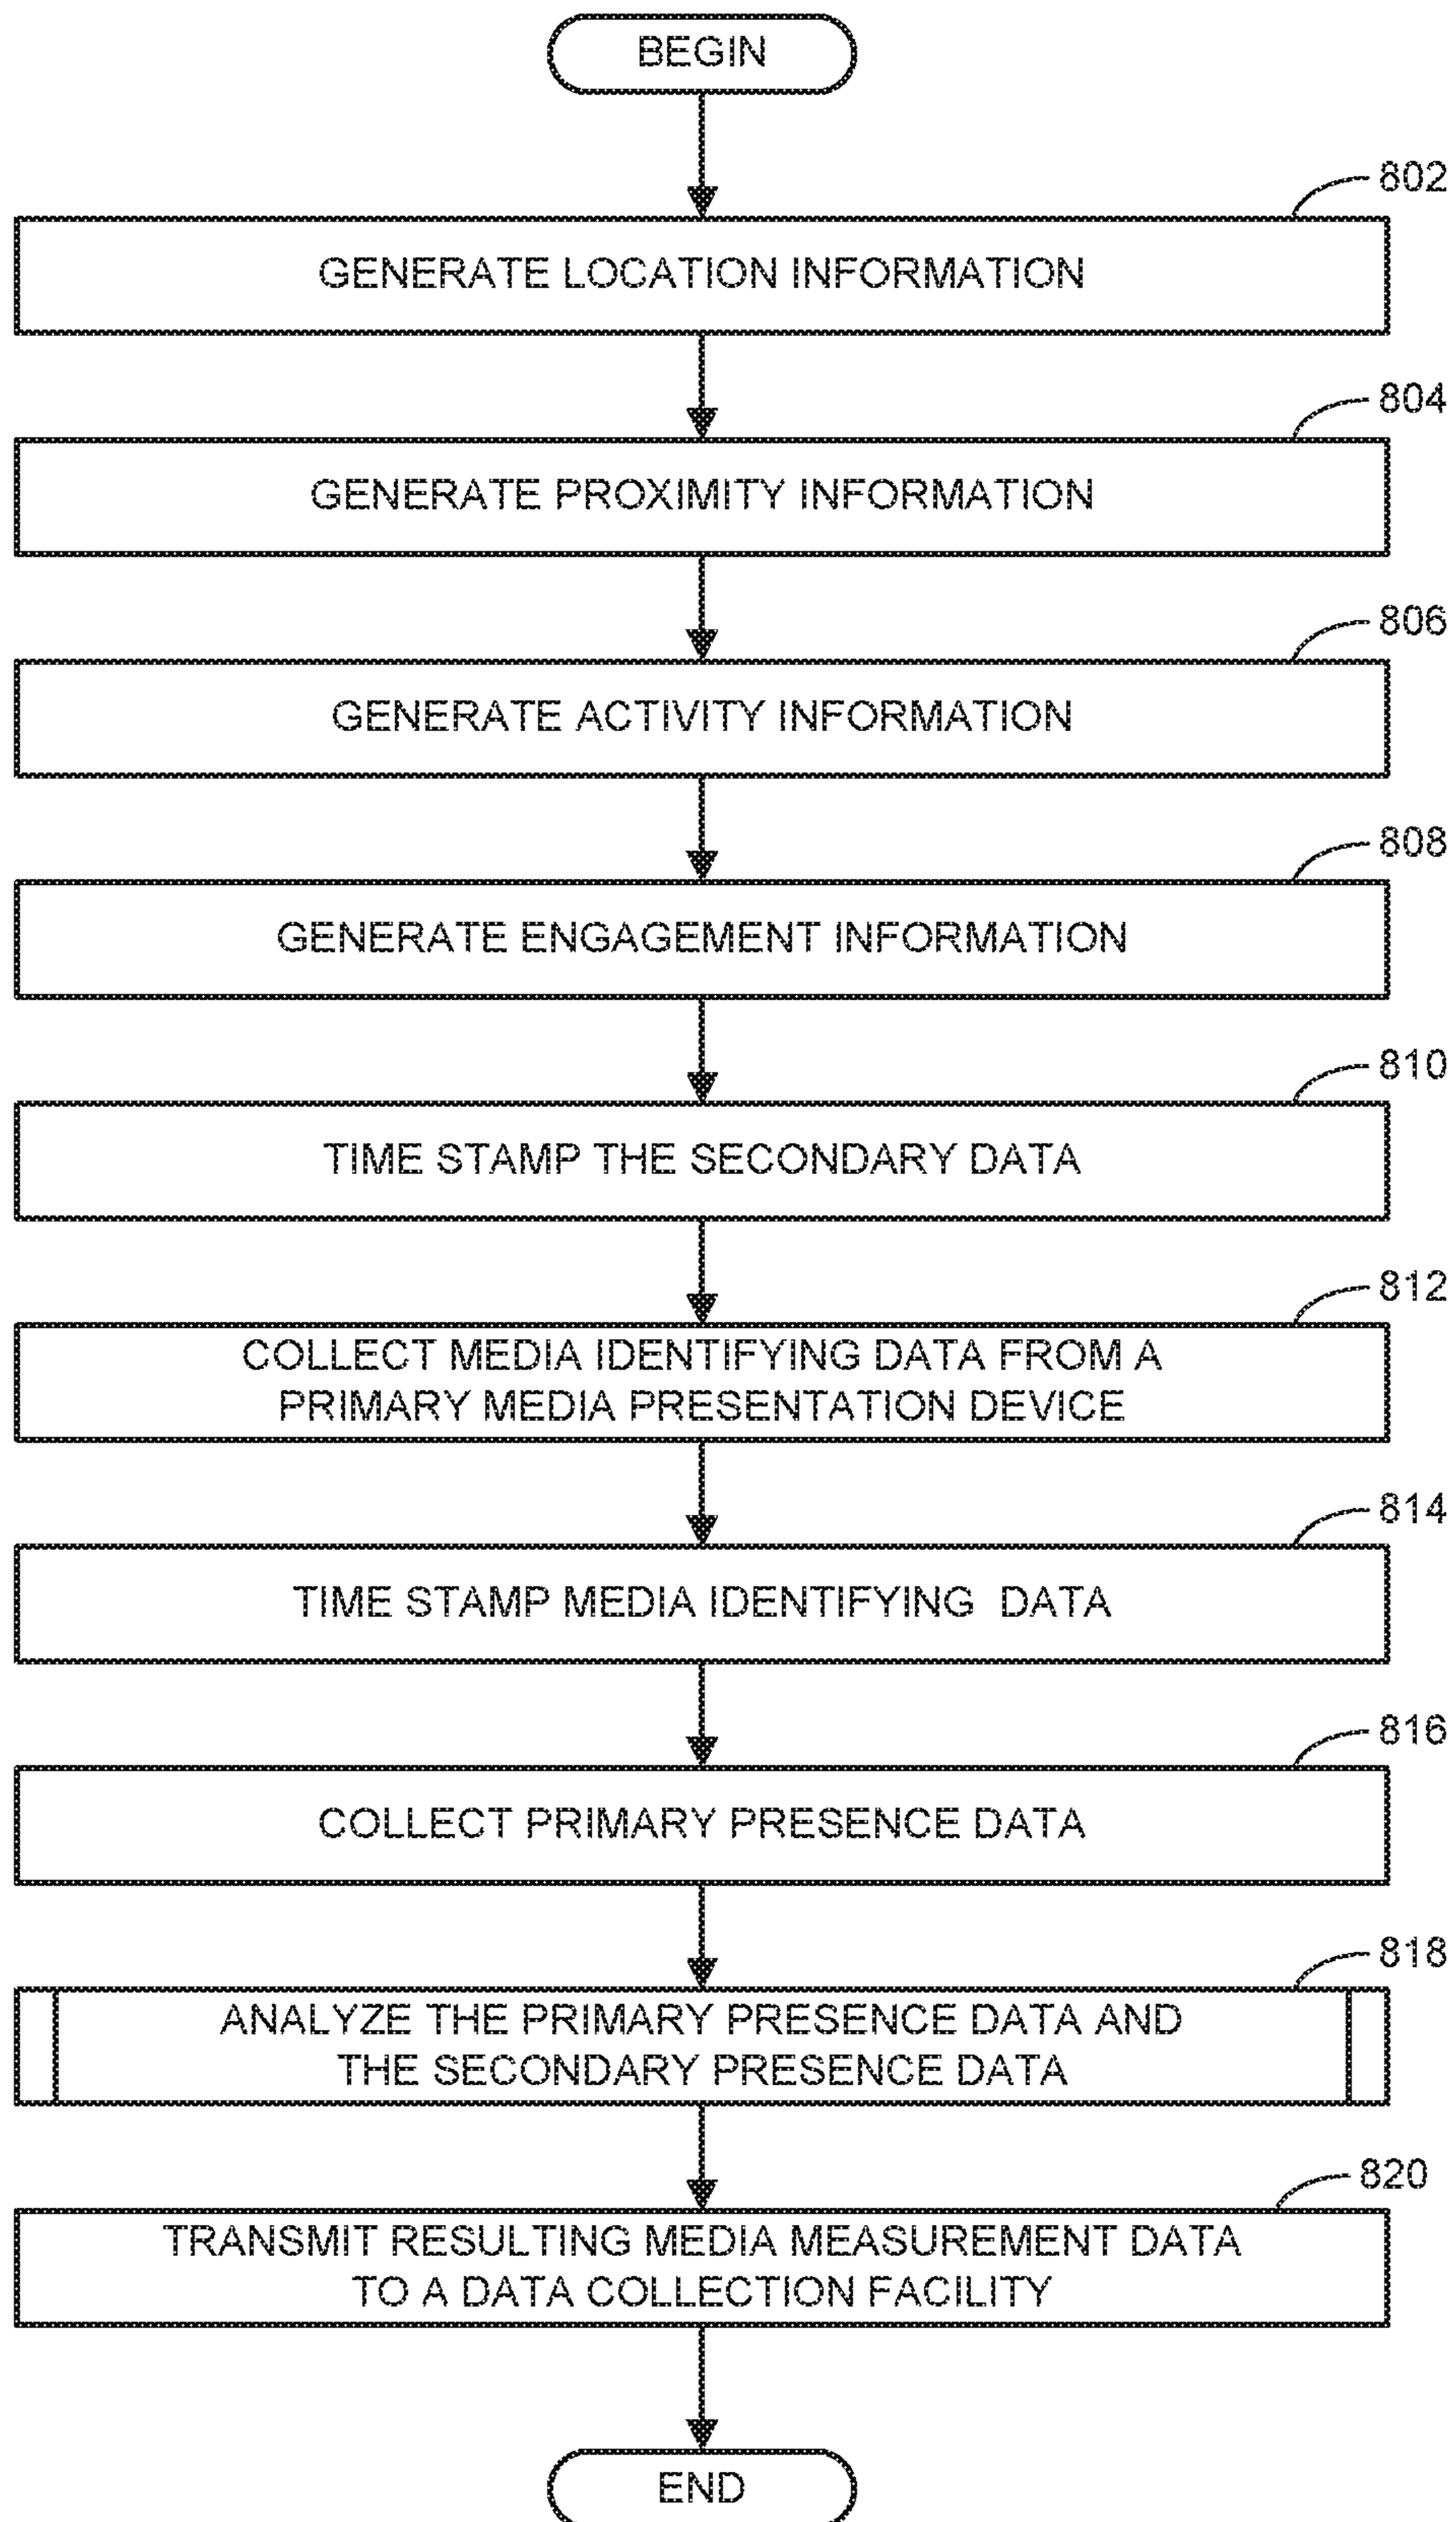 BEGIN
802
GENERATE LOCATION INFORMATION
804
GENERATE PROXIMITY INFORMATION
806
GENERATE ACTIVITY INFORMATION
808
GENERATE ENGAGEMENT INFORMATION
810
TIME STAMP THE SECONDARY DATA
812
COLLECT MEDIA IDENTIFYING DATA FROM A
PRIMARY MEDIA PRESENTATION DEVICE
814
TIME STAMP MEDIA IDENTIFYING  DATA
816
COLLECT PRIMARY PRESENCE DATA
818
ANALYZE THE PRIMARY PRESENCE DATA AND
THE SECONDARY PRESENCE DATA
820
TRANSMIT RESULTING MEDIA MEASUREMENT DATA
TO A DATA COLLECTION FACILITY
END